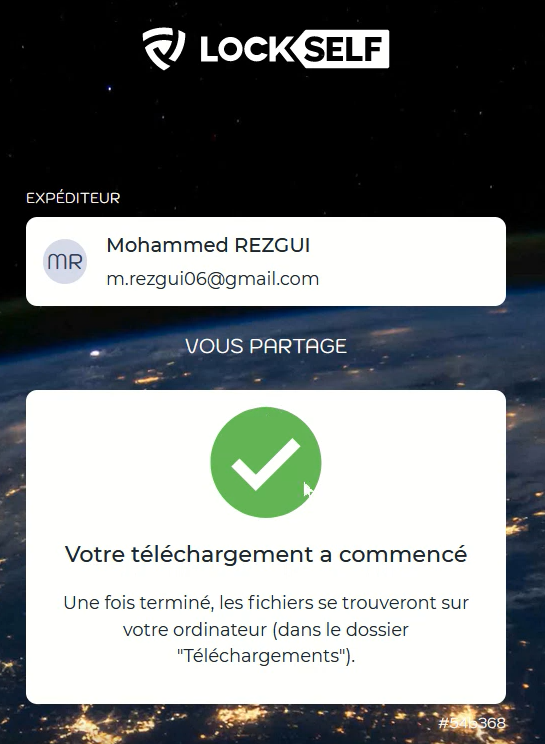 LOCKSELF
EXPÉDITEUR
MR
Mohammed REZGUI
m.rezgui06@gmail.com
VOUS PARTAGE
Votre téléchargement a commencé
Une fois terminé, les fichiers se trouveront sur
votre ordinateur (dans le dossier
"Téléchargements").